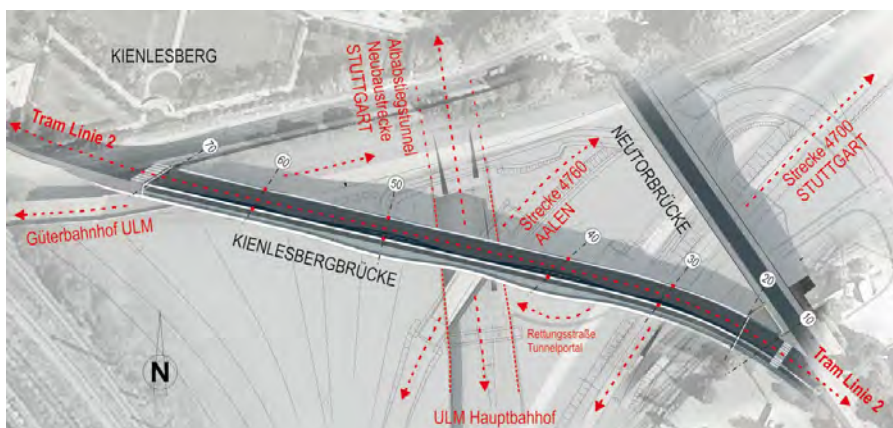 KIENLESBERG
Albabstiegstunnel
Neubaustrecke
STUTTGART
Tram Linie 2
70
60
50
Strecke 4760
AALEN
NEUTORBRÜCKE
Strecke 4700
STUTTGART
Güterbahnhof ULM
KIENLESBERGBRÜCKE
40
30
20
10
Rettungsstraße
Tunnelportal
N
ULM Hauptbahnhof
Tram Linie 2